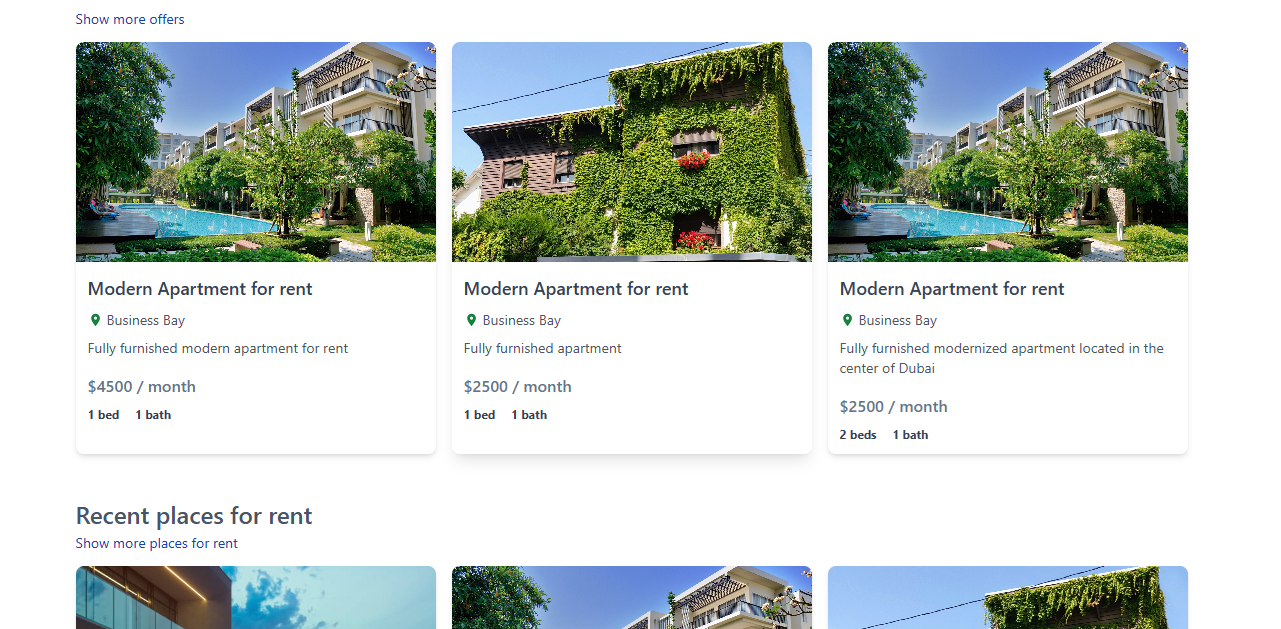 Show more offers
Modern Apartment for rent
Business Bay
Fully furnished modern apartment for rent
$4500 / month
1 bed 1 bath
Modern Apartment for rent
Business Bay
Fully furnished apartment
$2500 / month
1 bed 1 bath
Modern Apartment for rent
Business Bay
Fully furnished modernized apartment located in the
center of Dubai
$2500 / month
2 beds 1 bath
Recent places for rent
Show more places for rent